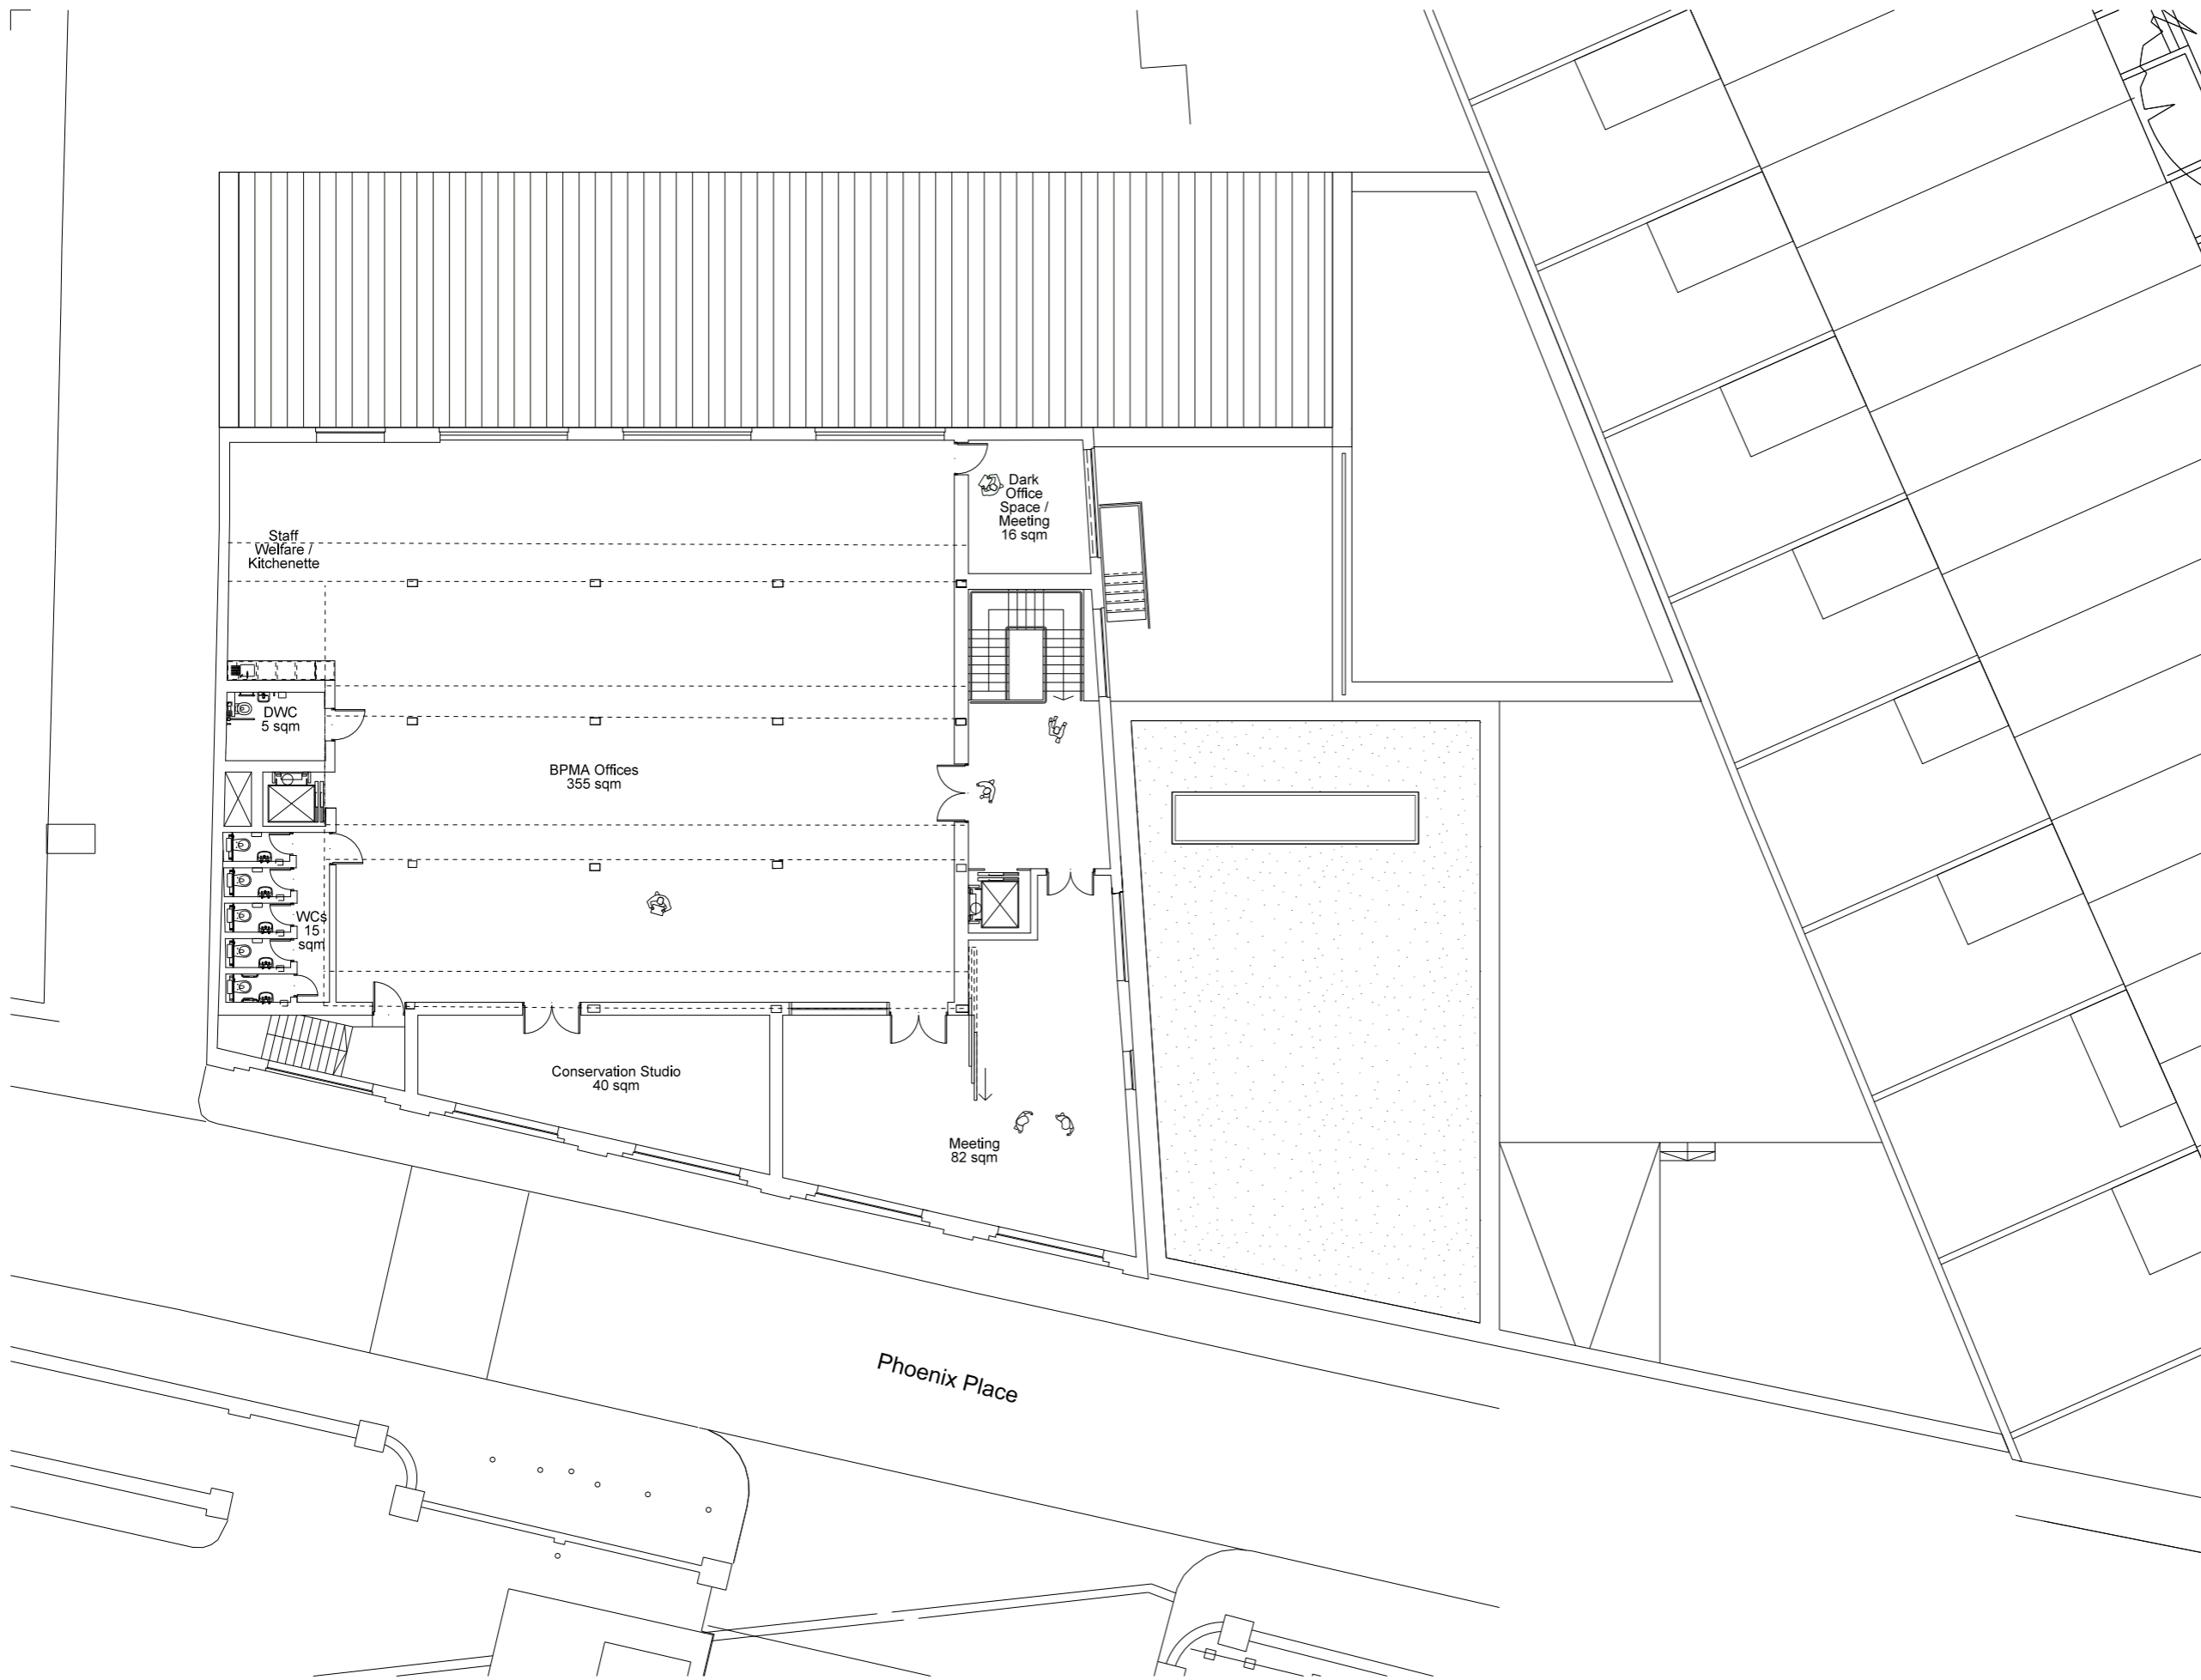 Dark
Office
Space /
Meeting
16 sqm
Staff
Welfare /
Kitchenette
DWC
5 sqm
BPMA Offices
355 sqm
WCs
15
sqm
Conservation Studio
40 sqm
Meeting
82 sqm
Phoenix Place